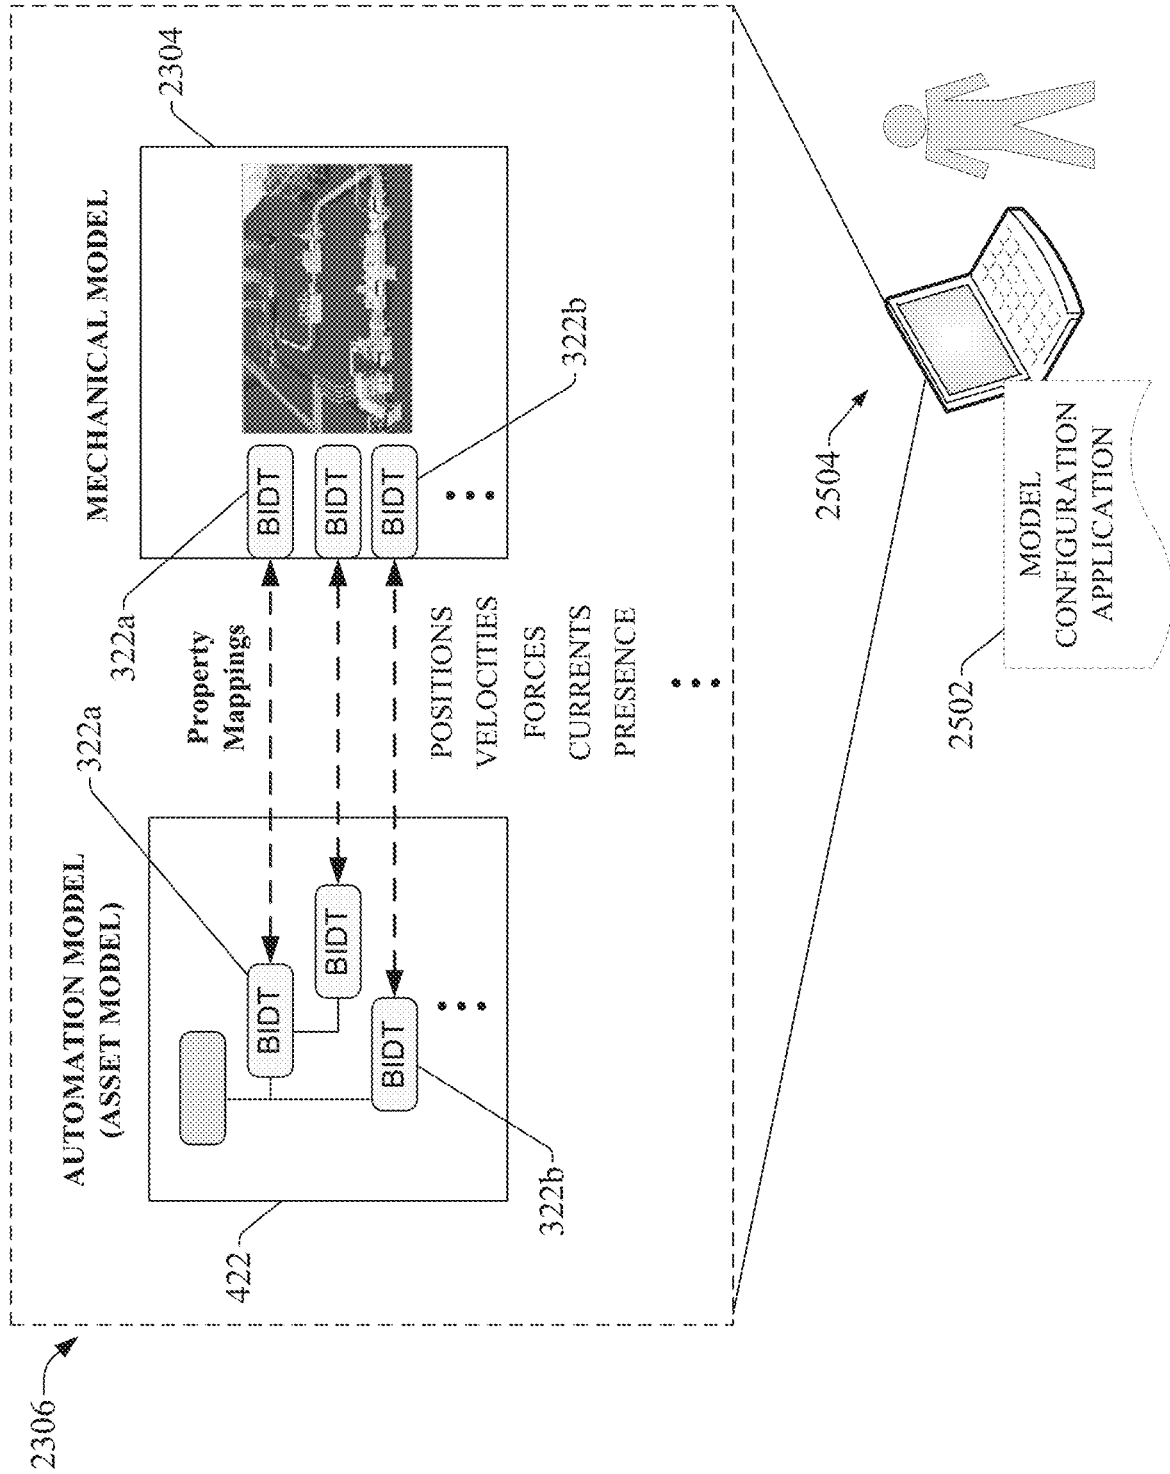 2306
AUTOMATION MODEL
(ASSET MODEL)
MECHANICAL MODEL
2304
422
322a
322a
BIDT
BIDT
BIDT
BIDT
BIDT
BIDT
322b
322b
Property
Mappings
POSITIONS
VELOCITIES
FORCES
CURRENTS
PRESENCE
2504
2502
MODEL
CONFIGURATION
APPLICATION